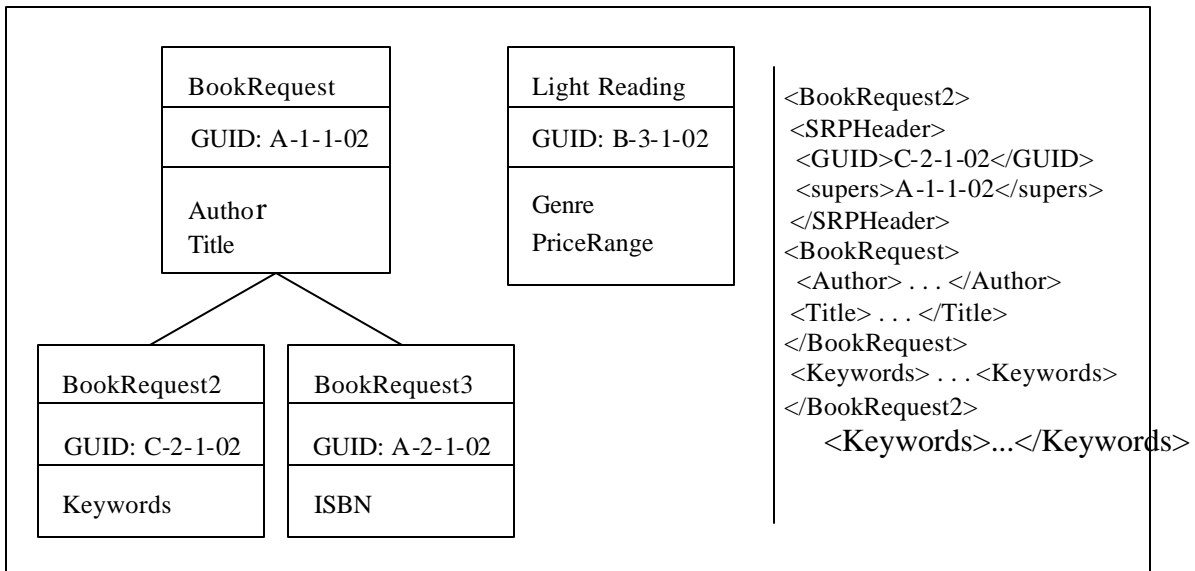 BookRequest
GUID: A-1-1-02
Author
Title
Light Reading
GUID: B-3-1-02
Genre
PriceRange
BookRequest2
GUID: C-2-1-02
Keywords
BookRequest3
GUID: A-2-1-02
ISBN
<BookRequest2>
<SRPHeader>
<GUID>C-2-1-02</GUID>
<supers>A-1-1-02</supers>
</SRPHeader>
<BookRequest>
<Author> . . . </Author>
<Title> . . . </Title>
</BookRequest>
<Keywords> . . . <Keywords>
</BookRequest2>
<Keywords>...</Keywords>